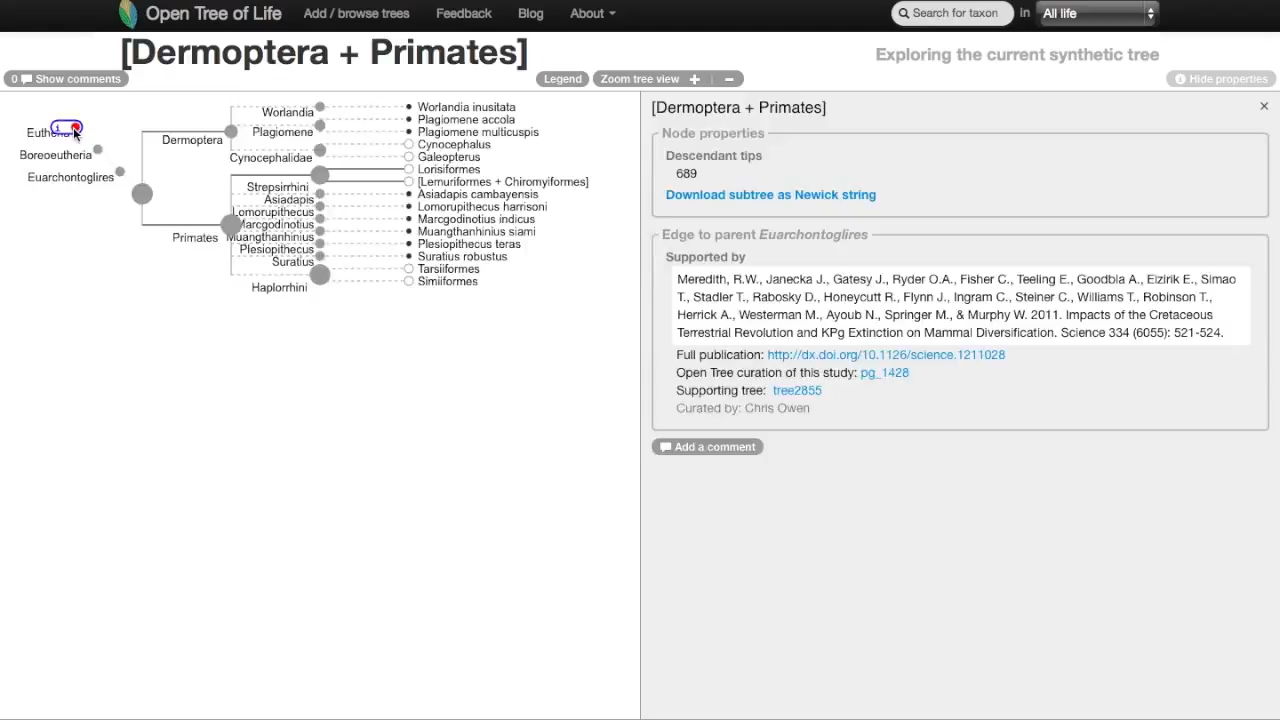 Open Tree of Life
Add / browse trees
Feedback
Blog
About
Search for taxon
in
All life
[Dermoptera + Primates]
Exploring the current synthetic tree
0 Show comments
Legend
Zoom tree view + −
Hide properties
Boreoeutheria
Euarchontoglires
Dermoptera
Primates
Worlandia
Plagiomene
Cynocephalidae
Strepsirrhini
Asiadapis
Lomorupithecus
Marcgodinotius
Muangthanhinius
Plesiopithecus
Suratius
Haplorrhini
Worlandia inusitata
Plagiomene accola
Plagiomene multicuspis
Cynocephalus
Galeopterus
Lorisiformes
[Lemuriformes + Chiromyiformes]
Asiadapis cambayensis
Lomorupithecus harrisoni
Marcgodinotius indicus
Muangthanhinius siami
Plesiopithecus teras
Suratius robustus
Tarsiiformes
Simiiformes
[Dermoptera + Primates]
×
Node properties
Descendant tips
689
Download subtree as Newick string
Edge to parent Euarchontoglires
Supported by
Meredith, R.W., Janecka J., Gatesy J., Ryder O.A., Fisher C., Teeling E., Goodbla A., Eizirik E., Simao
T., Stadler T., Rabosky D., Honeycutt R., Flynn J., Ingram C., Steiner C., Williams T., Robinson T.,
Herrick A., Westerman M., Ayoub N., Springer M., & Murphy W. 2011. Impacts of the Cretaceous
Terrestrial Revolution and KPg Extinction on Mammal Diversification. Science 334 (6055): 521-524.
Full publication: http://dx.doi.org/10.1126/science.1211028
Open Tree curation of this study: pg_1428
Supporting tree: tree2855
Curated by: Chris Owen
Add a comment